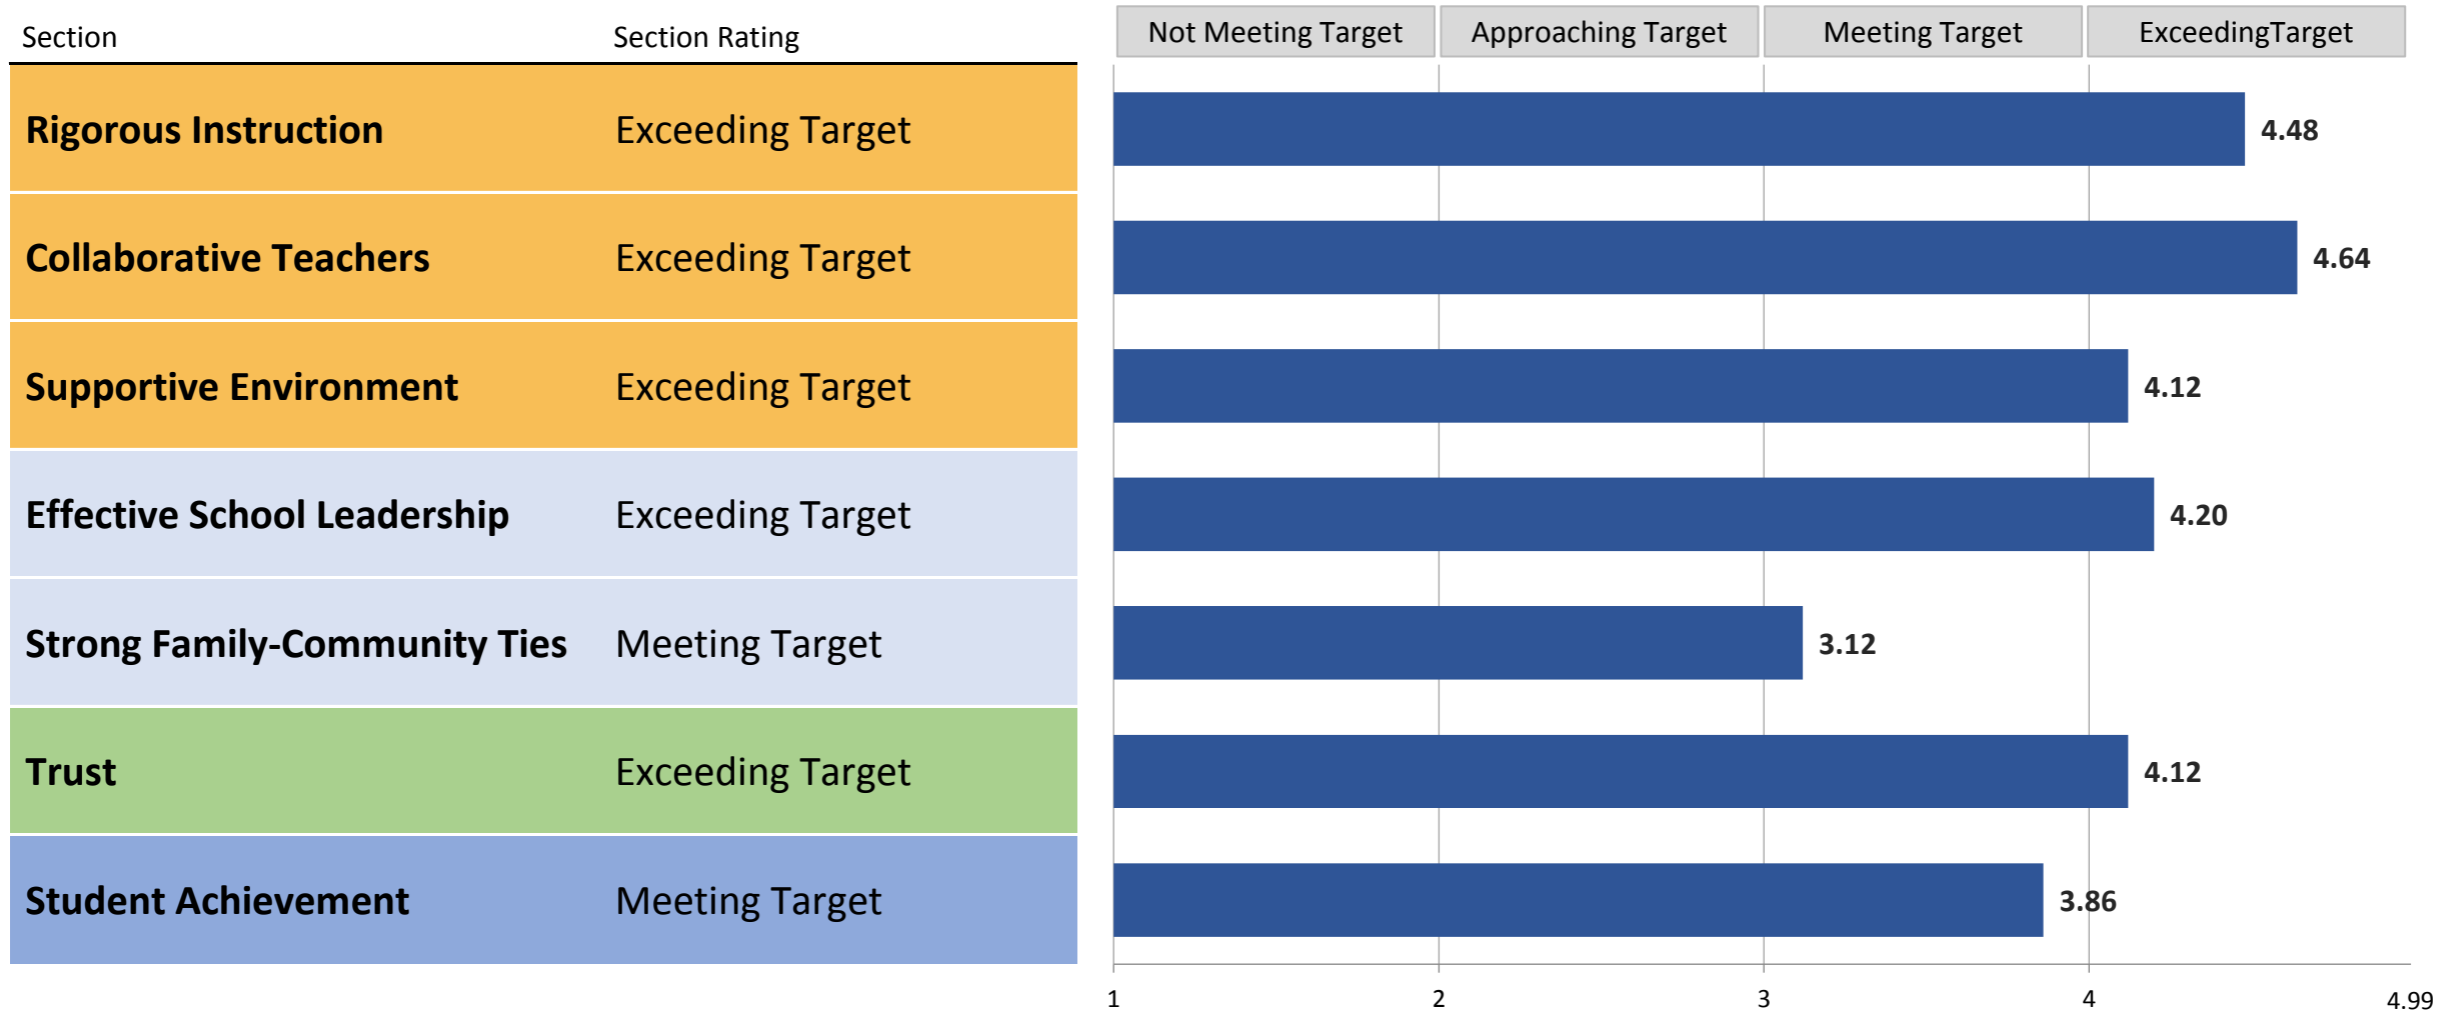 Section Section Rating Not Meeting Target Approaching Target Meeting Target ExceedingTarget
Rigorous Instruction Exceeding Target 4.48
Collaborative Teachers Exceeding Target 4.64
Supportive Environment Exceeding Target 4.12
Effective School Leadership Exceeding Target 4.20
Strong Family-Community Ties Meeting Target 3.12
Trust Exceeding Target 4.12
Student Achievement Meeting Target 3.86
1 2 3 4 4.99